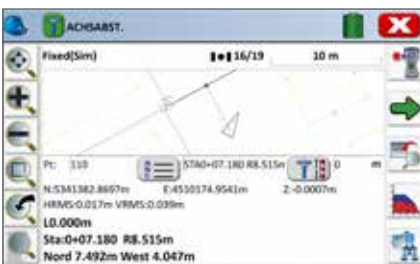 ACHSABST.
Fixed(Sim) 16/19 10 m
Pt: 110 STA0+07.180 R8.515m 0 m
N:5341382.8697m E:4510174.9541m Z:-0.0007m
HRMS:0.017m VRMS:0.039m
L0.000m
Sta:0+07.180 R8.515m
Nord 7.492m West 4.047m